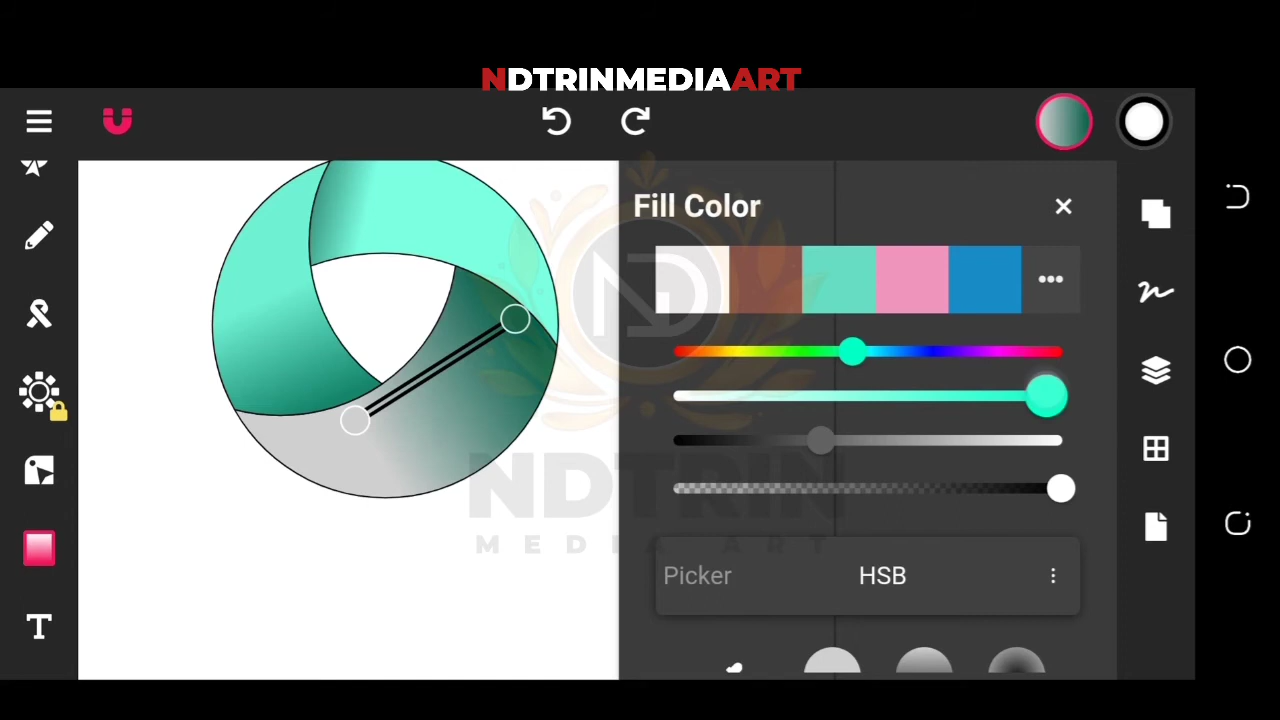 NDTRINMEDIAART
Fill Color
NDTRIN
MEDIA ART
Picker HSB
T